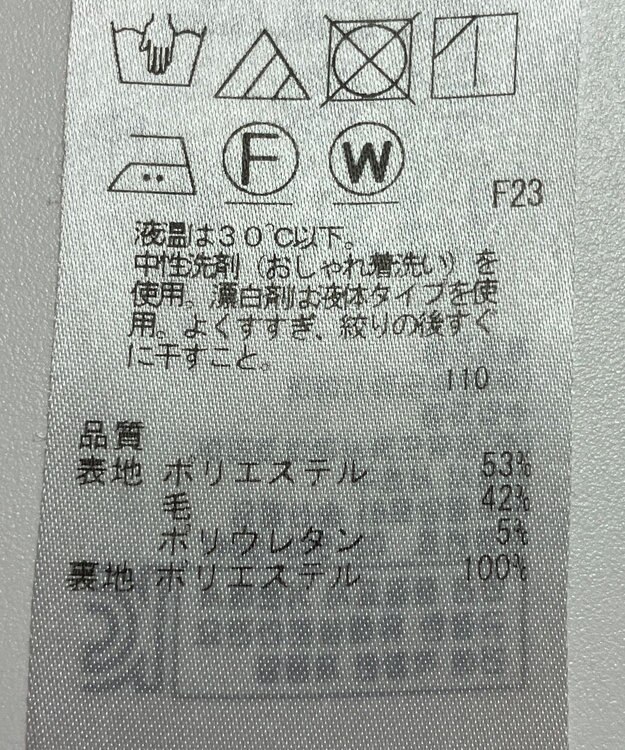 F W
F23
液温は30℃以下。
中性洗剤（おしゃれ着洗い）を
使用。漂白剤は液体タイプを使
用。よくすすぎ、絞りの後すぐ
に干すこと。
110
品質
表地 ポリエステル 53%
毛 42%
ポリウレタン 5%
裏地 ポリエステル 100%